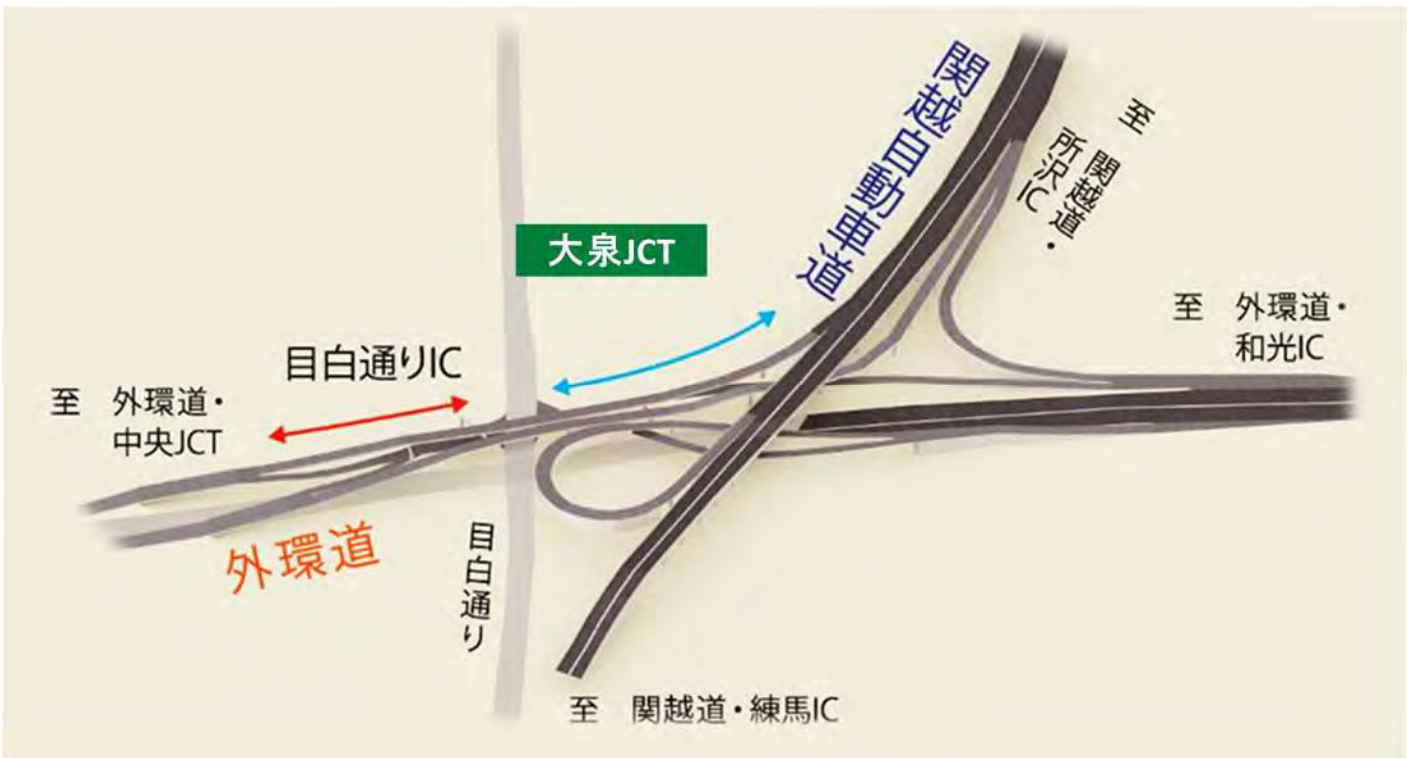 関越自動車道
至 関越道・
所沢IC
大泉JCT
至 外環道・
和光IC
目白通りIC
至 外環道・
中央JCT
外環道
目白通り
至 関越道・練馬IC